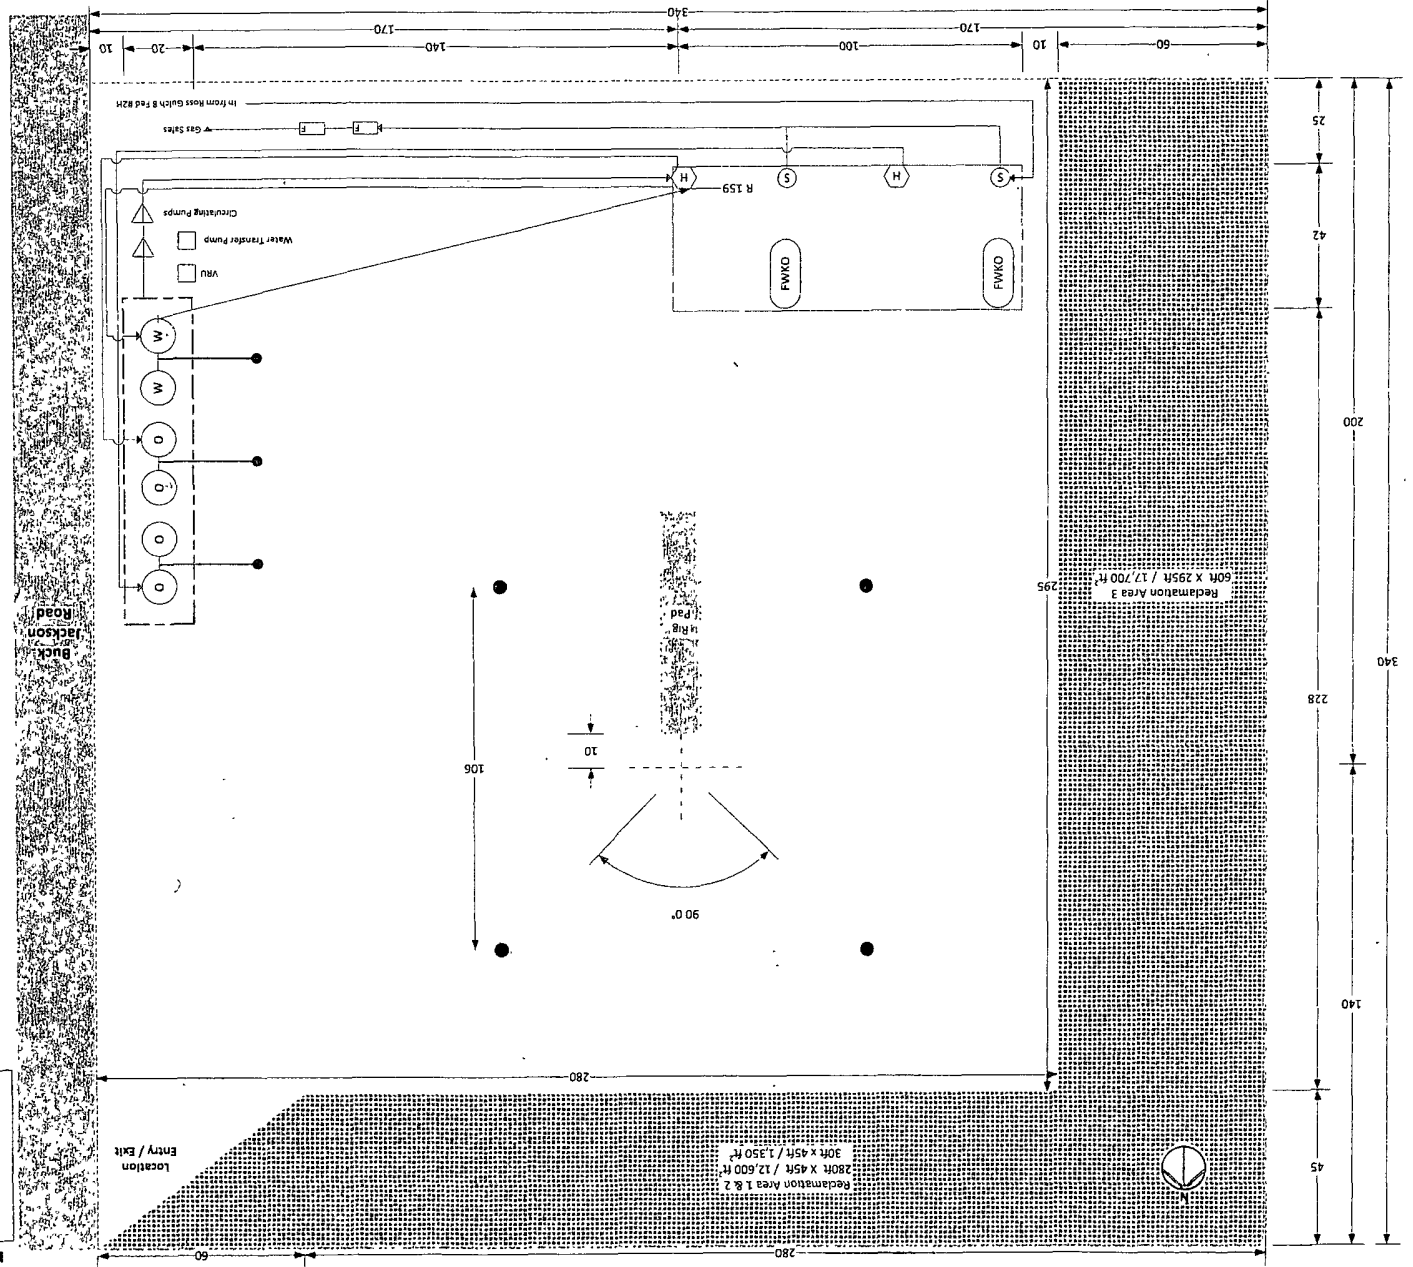 280
60
N
45
Reclamation Area 1 & 2
280ft X 45ft / 12,600 ft²
30ft x 45ft / 1,350 ft²
Location
Entry / Exit
280
140
90 0°
10
106
228
340
Buck
Jackson
Road
Rig
Pad
Reclamation Area 3
60ft X 295ft / 17,700 ft²
295
O
O
O
O
W
W
200
FWKO
FWKO
VRU
Water Transfer Pump
Circulating Pumps
42
R 159
S
H
S
H
25
F
F
Gas Sales
In from Ross Gulch 8 Fed #2H
60
10
100
140
20
10
170
170
340